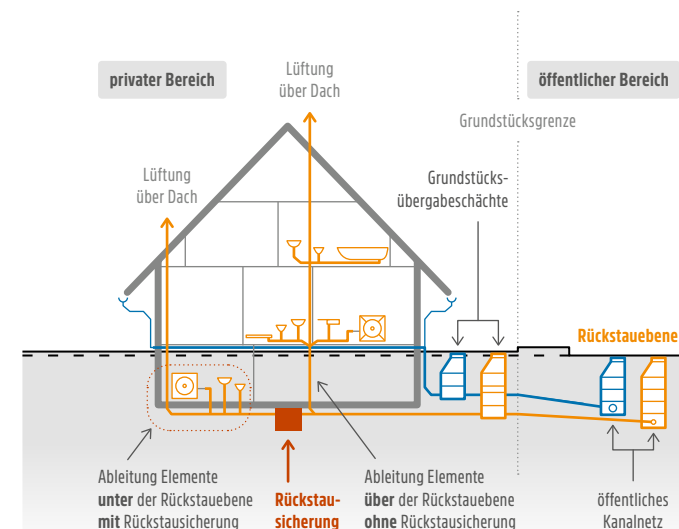 privater Bereich
Lüftung
über Dach
öffentlicher Bereich
Grundstücksgrenze
Lüftung
über Dach
Grundstücks-
übergabeschächte
Rückstauebene
Ableitung Elemente
unter der Rückstauebene
mit Rückstausicherung
Rückstau-
sicherung
Ableitung Elemente
über der Rückstauebene
ohne Rückstausicherung
öffentliches
Kanalnetz